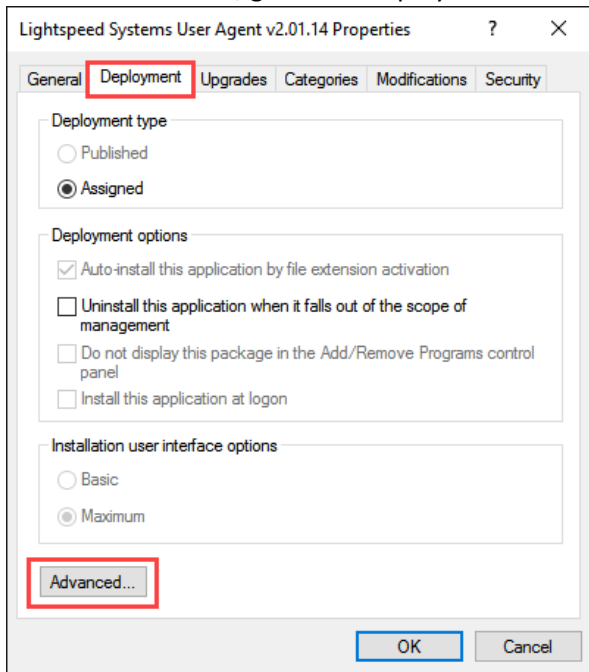 Lightspeed Systems User Agent v2.01.14 Properties ? ×
General Deployment Upgrades Categories Modifications Security
Deployment type
Published
Assigned
Deployment options
Auto-install this application by file extension activation
Uninstall this application when it falls out of the scope of
management
Do not display this package in the Add/Remove Programs control
panel
Install this application at logon
Installation user interface options
Basic
Maximum
Advanced...
OK Cancel